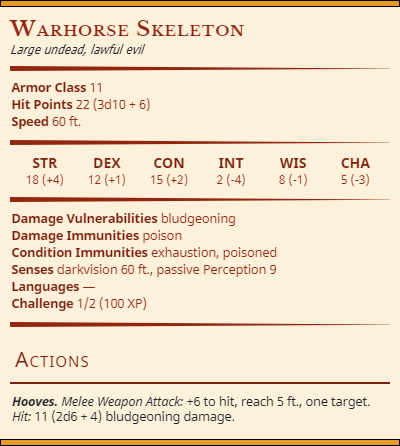 Warhorse Skeleton
Large undead, lawful evil
Armor Class 11
Hit Points 22 (3d10 + 6)
Speed 60 ft.
STR DEX CON INT WIS CHA
18 (+4) 12 (+1) 15 (+2) 2 (-4) 8 (-1) 5 (-3)
Damage Vulnerabilities bludgeoning
Damage Immunities poison
Condition Immunities exhaustion, poisoned
Senses darkvision 60 ft., passive Perception 9
Languages —
Challenge 1/2 (100 XP)
Actions
Hooves. Melee Weapon Attack: +6 to hit, reach 5 ft., one target.
Hit: 11 (2d6 + 4) bludgeoning damage.